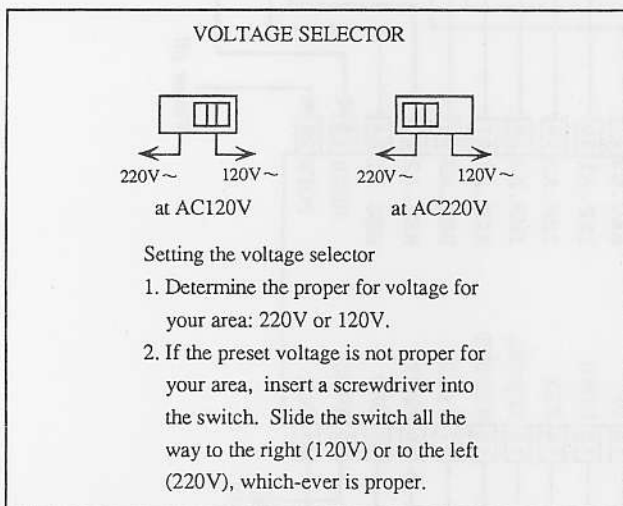 VOLTAGE SELECTOR
220V~ 120V~ 220V~ 120V~
at AC120V at AC220V
Setting the voltage selector
1. Determine the proper for voltage for
your area: 220V or 120V.
2. If the preset voltage is not proper for
your area, insert a screwdriver into
the switch. Slide the switch all the
way to the right (120V) or to the left
(220V), which-ever is proper.